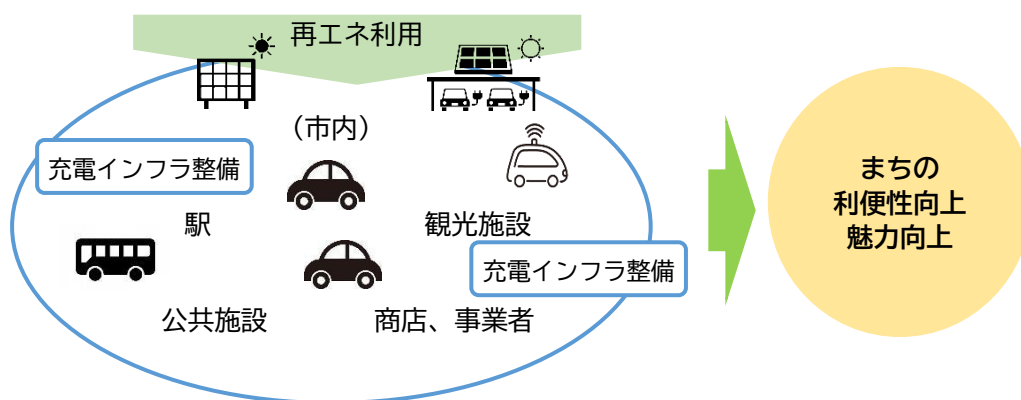 再エネ利用
(市内)
充電インフラ整備
駅
観光施設
充電インフラ整備
公共施設
商店、事業者
まちの
利便性向上
魅力向上